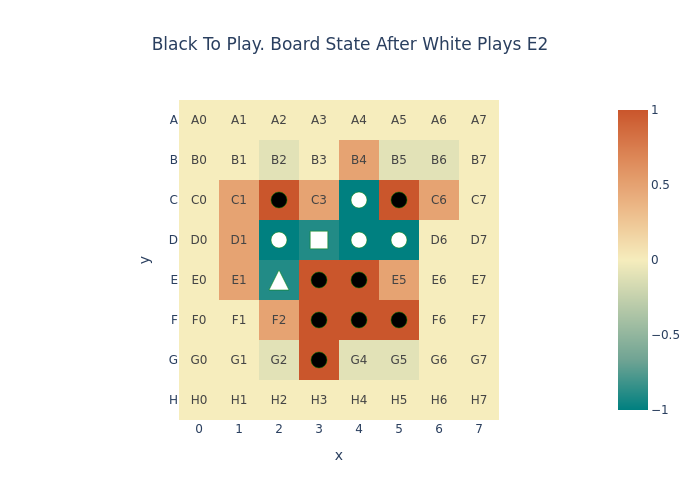 Black To Play. Board State After White Plays E2
A A0 A1 A2 A3 A4 A5 A6 A7
B B0 B1 B2 B3 B4 B5 B6 B7
C C0 C1 C3 C6 C7
D D0 D1 D6 D7
E E0 E1 E5 E6 E7
F F0 F1 F2 F6 F7
G G0 G1 G2 G4 G5 G6 G7
H H0 H1 H2 H3 H4 H5 H6 H7
0 1 2 3 4 5 6 7
x
y
1
0.5
0
−0.5
−1